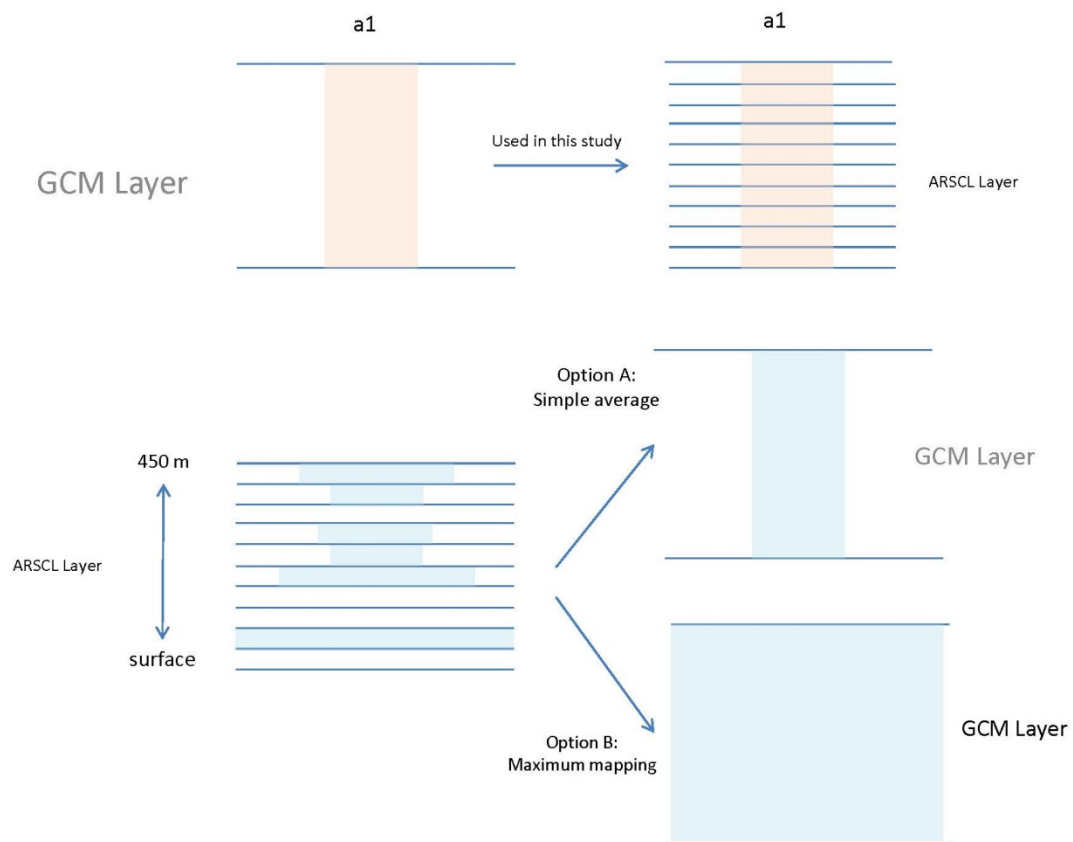 a1
a1
Used in this study
GCM Layer
ARSCL Layer
Option A:
Simple average
450 m
GCM Layer
ARSCL Layer
surface
Option B:
Maximum mapping
GCM Layer